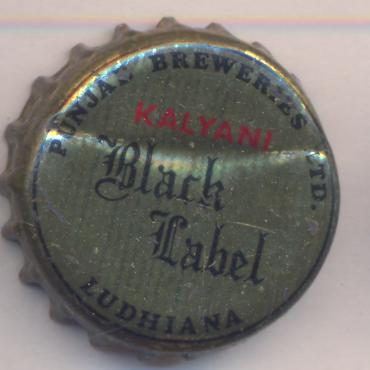 PUNJAB BREWERIES LTD.
KALYANI
Black
Label
LUDHIANA